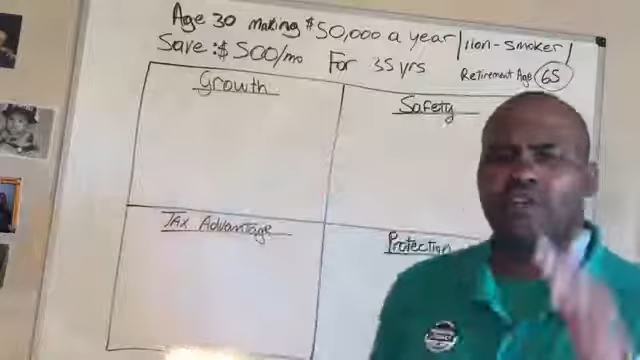 Age 30 making $50,000 a year/non-smoker/
Save: $500/mo For 35 yrs Retirement Age 65
Growth
Safety
TAX Advantage
Protection